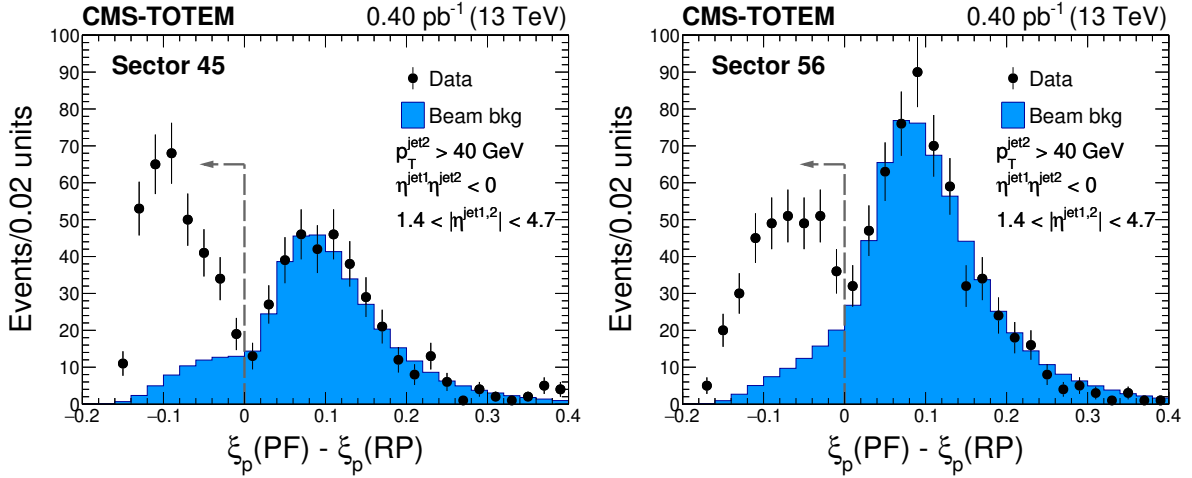 CMS-TOTEM 0.40 pb⁻¹ (13 TeV)
Sector 45
Data
Beam bkg
p_T^jet2 > 40 GeV
η^jet1 η^jet2 < 0
1.4 < |η^jet1,2| < 4.7
Events/0.02 units
100
90
80
70
60
50
40
30
20
10
0
−0.2 −0.1 0 0.1 0.2 0.3 0.4
ξ_p(PF) - ξ_p(RP)
CMS-TOTEM 0.40 pb⁻¹ (13 TeV)
Sector 56
Data
Beam bkg
p_T^jet2 > 40 GeV
η^jet1 η^jet2 < 0
1.4 < |η^jet1,2| < 4.7
Events/0.02 units
100
90
80
70
60
50
40
30
20
10
0
−0.2 −0.1 0 0.1 0.2 0.3 0.4
ξ_p(PF) - ξ_p(RP)